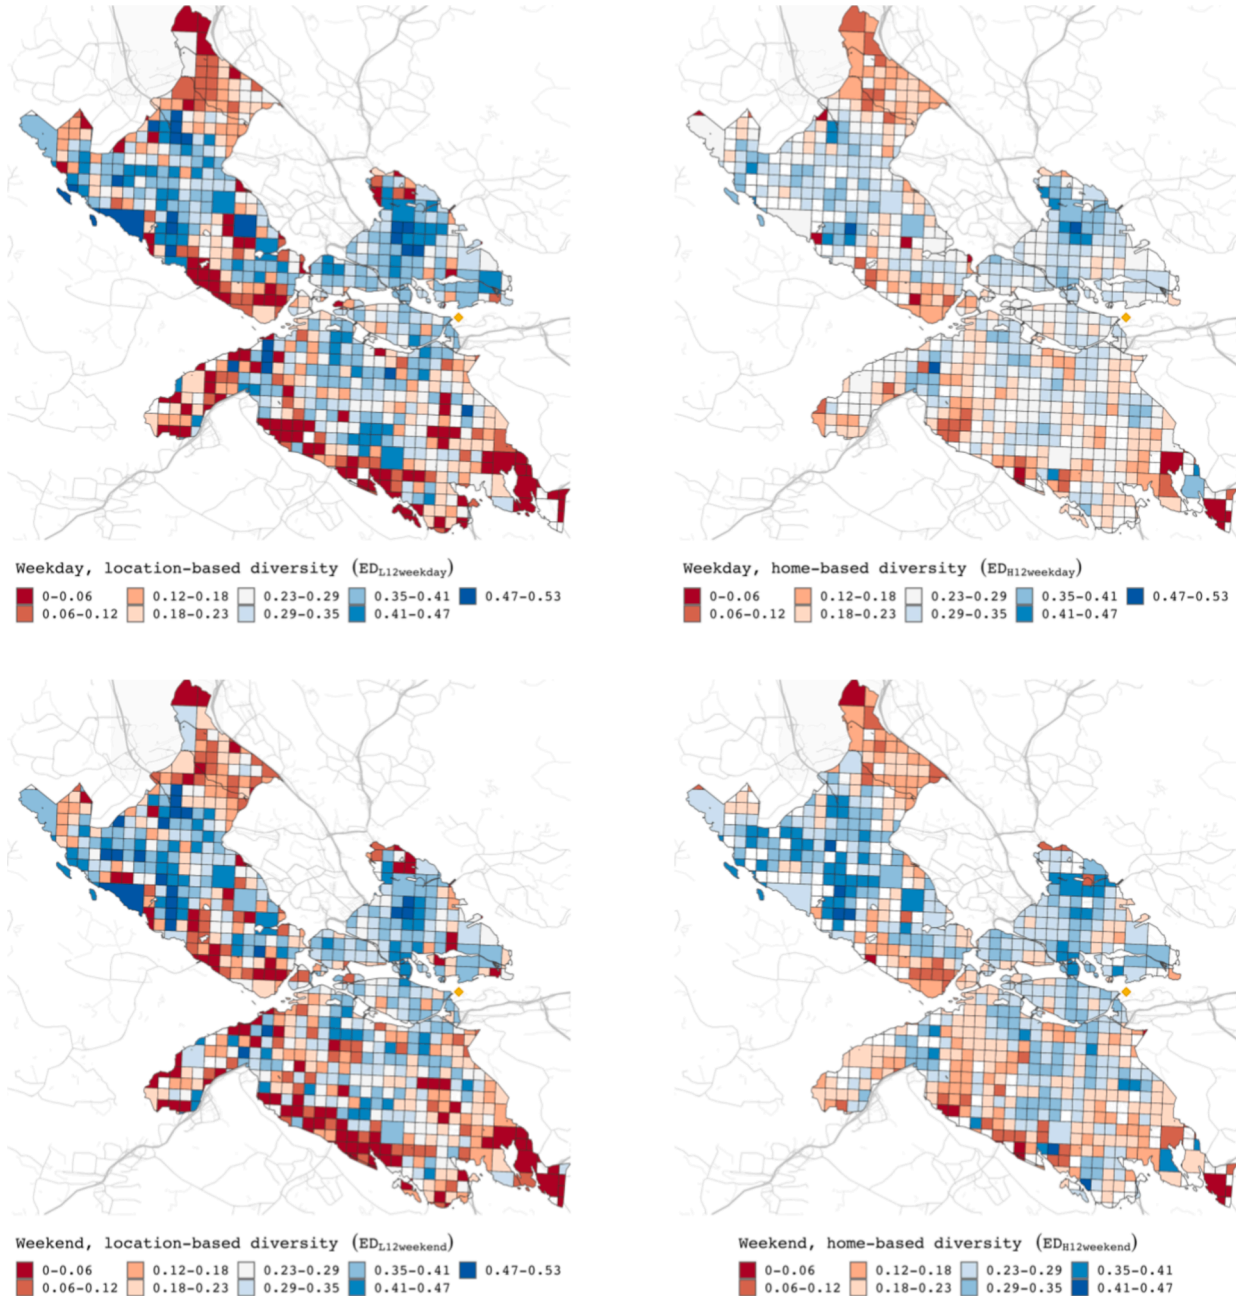 Weekday, location-based diversity (ED_L12weekday)
0-0.06 0.12-0.18 0.23-0.29 0.35-0.41 0.47-0.53
0.06-0.12 0.18-0.23 0.29-0.35 0.41-0.47
Weekday, home-based diversity (ED_H12weekday)
0-0.06 0.12-0.18 0.23-0.29 0.35-0.41 0.47-0.53
0.06-0.12 0.18-0.23 0.29-0.35 0.41-0.47
Weekend, location-based diversity (ED_L12weekend)
0-0.06 0.12-0.18 0.23-0.29 0.35-0.41 0.47-0.53
0.06-0.12 0.18-0.23 0.29-0.35 0.41-0.47
Weekend, home-based diversity (ED_H12weekend)
0-0.06 0.12-0.18 0.23-0.29 0.35-0.41
0.06-0.12 0.18-0.23 0.29-0.35 0.41-0.47